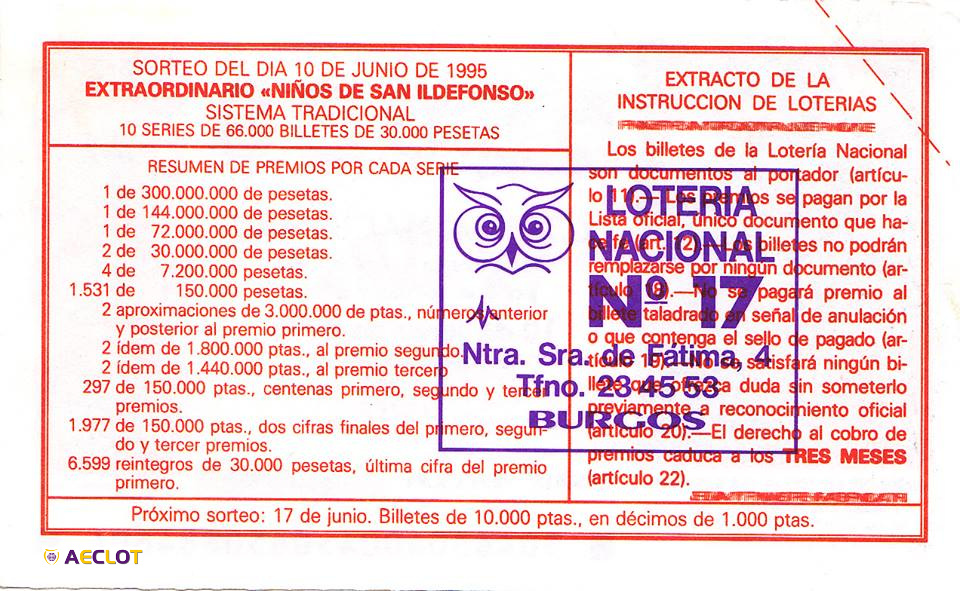 SORTEO DEL DIA 10 DE JUNIO DE 1995
EXTRAORDINARIO «NIÑOS DE SAN ILDEFONSO»
SISTEMA TRADICIONAL
10 SERIES DE 66.000 BILLETES DE 30.000 PESETAS
RESUMEN DE PREMIOS POR CADA SERIE
1 de 300.000.000 de pesetas.
1 de 144.000.000 de pesetas.
1 de 72.000.000 de pesetas.
2 de 30.000.000 de pesetas.
4 de 7.200.000 pesetas.
1.531 de 150.000 pesetas.
2 aproximaciones de 3.000.000 de ptas., números anterior
y posterior al premio primero.
2 ídem de 1.800.000 ptas., al premio segundo.
2 ídem de 1.440.000 ptas., al premio tercero
297 de 150.000 ptas., centenas primero, segundo y tercer
premios.
1.977 de 150.000 ptas., dos cifras finales del primero, segun-
do y tercer premios.
6.599 reintegros de 30.000 pesetas, última cifra del premio
primero.
EXTRACTO DE LA
INSTRUCCION DE LOTERIAS
Los billetes de la Lotería Nacional
son documentos al portador (artícu-
lo 11).—Los premios se pagan por la
Lista oficial, único documento que ha-
ce fe (art. 12).—Los billetes no podrán
remplazarse por ningún documento (ar-
tículo 18).—No se pagará premio al
billete taladrado en señal de anulación
o que contenga el sello de pagado (ar-
tículo 19).—No se satisfará ningún bi-
llete que ofrezca duda sin someterlo
previamente a reconocimiento oficial
(artículo 20).—El derecho al cobro de
premios caduca a los TRES MESES
(artículo 22).
LOTERIA
NACIONAL
Nº 17
Ntra. Sra. de Fátima, 4
Tfno. 23 45 53
BURGOS
Próximo sorteo: 17 de junio. Billetes de 10.000 ptas., en décimos de 1.000 ptas.
AECLOT